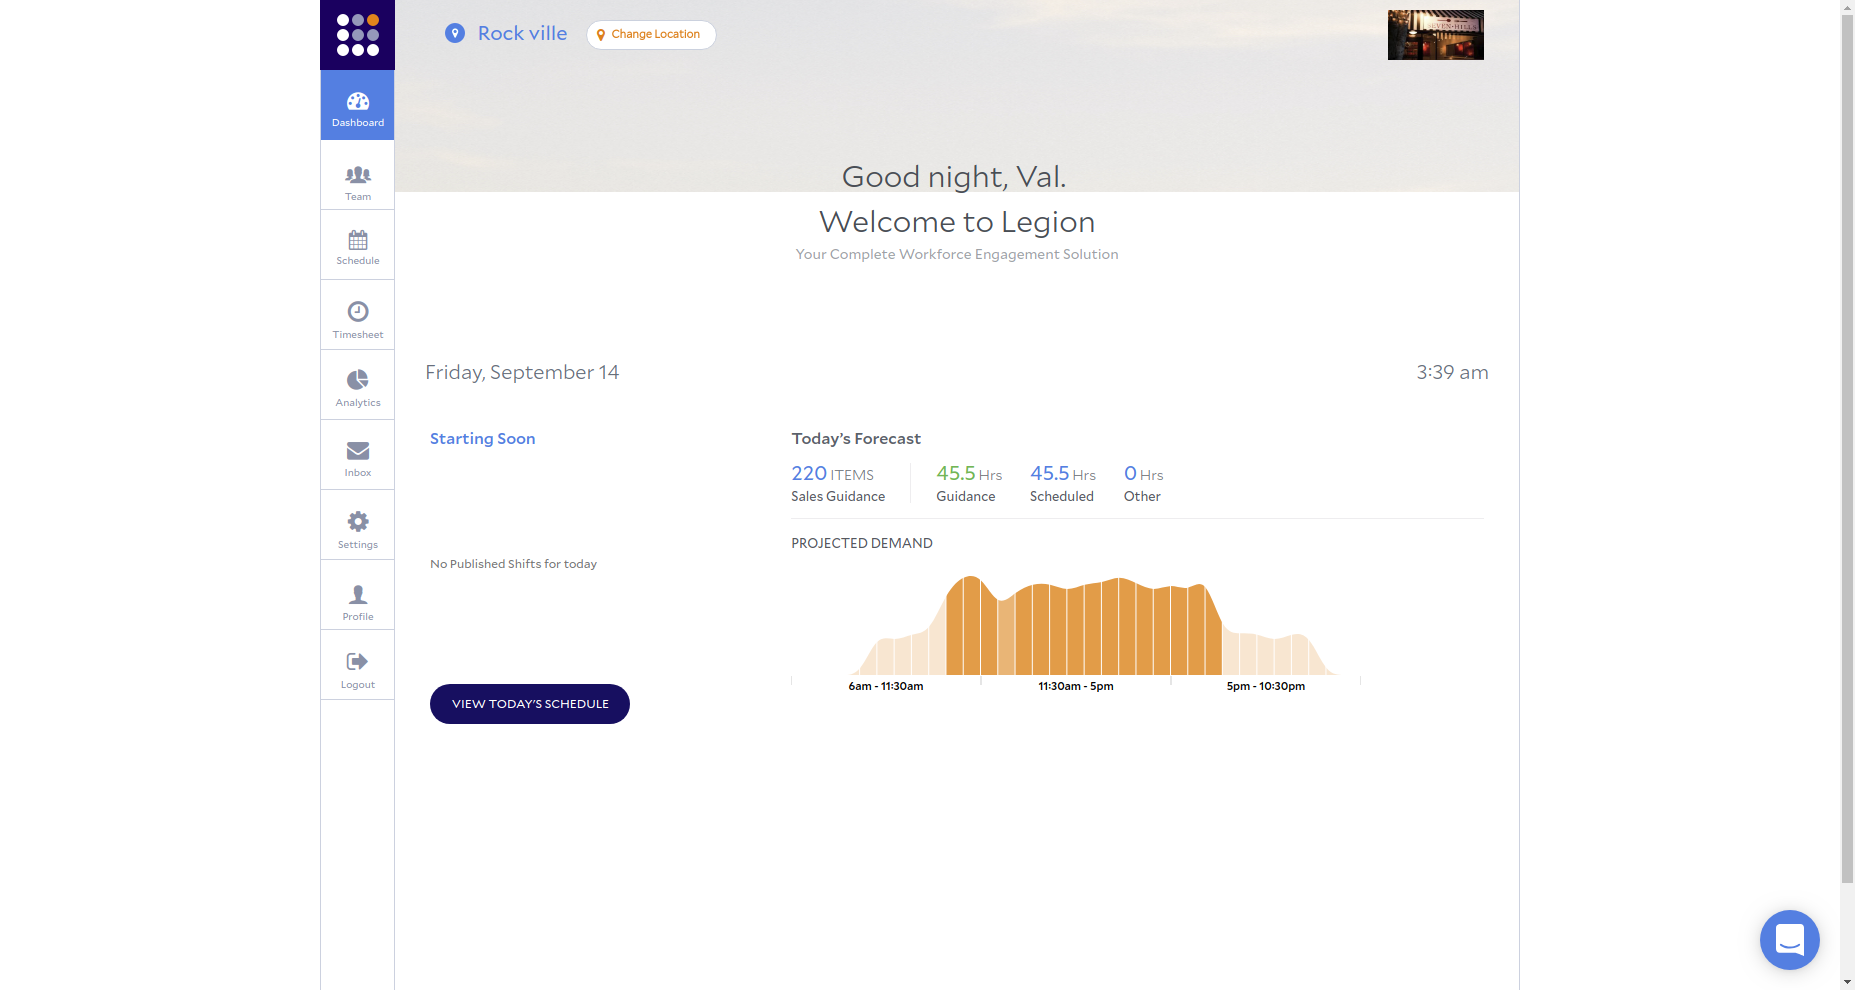 Rock ville
Change Location
SEVEN HILLS
Dashboard
Team
Schedule
Timesheet
Analytics
Inbox
Settings
Profile
Logout
Good night, Val.
Welcome to Legion
Your Complete Workforce Engagement Solution
Friday, September 14
3:39 am
Starting Soon
No Published Shifts for today
VIEW TODAY'S SCHEDULE
Today's Forecast
220 ITEMS
Sales Guidance
45.5 Hrs
Guidance
45.5 Hrs
Scheduled
0 Hrs
Other
PROJECTED DEMAND
6am - 11:30am
11:30am - 5pm
5pm - 10:30pm